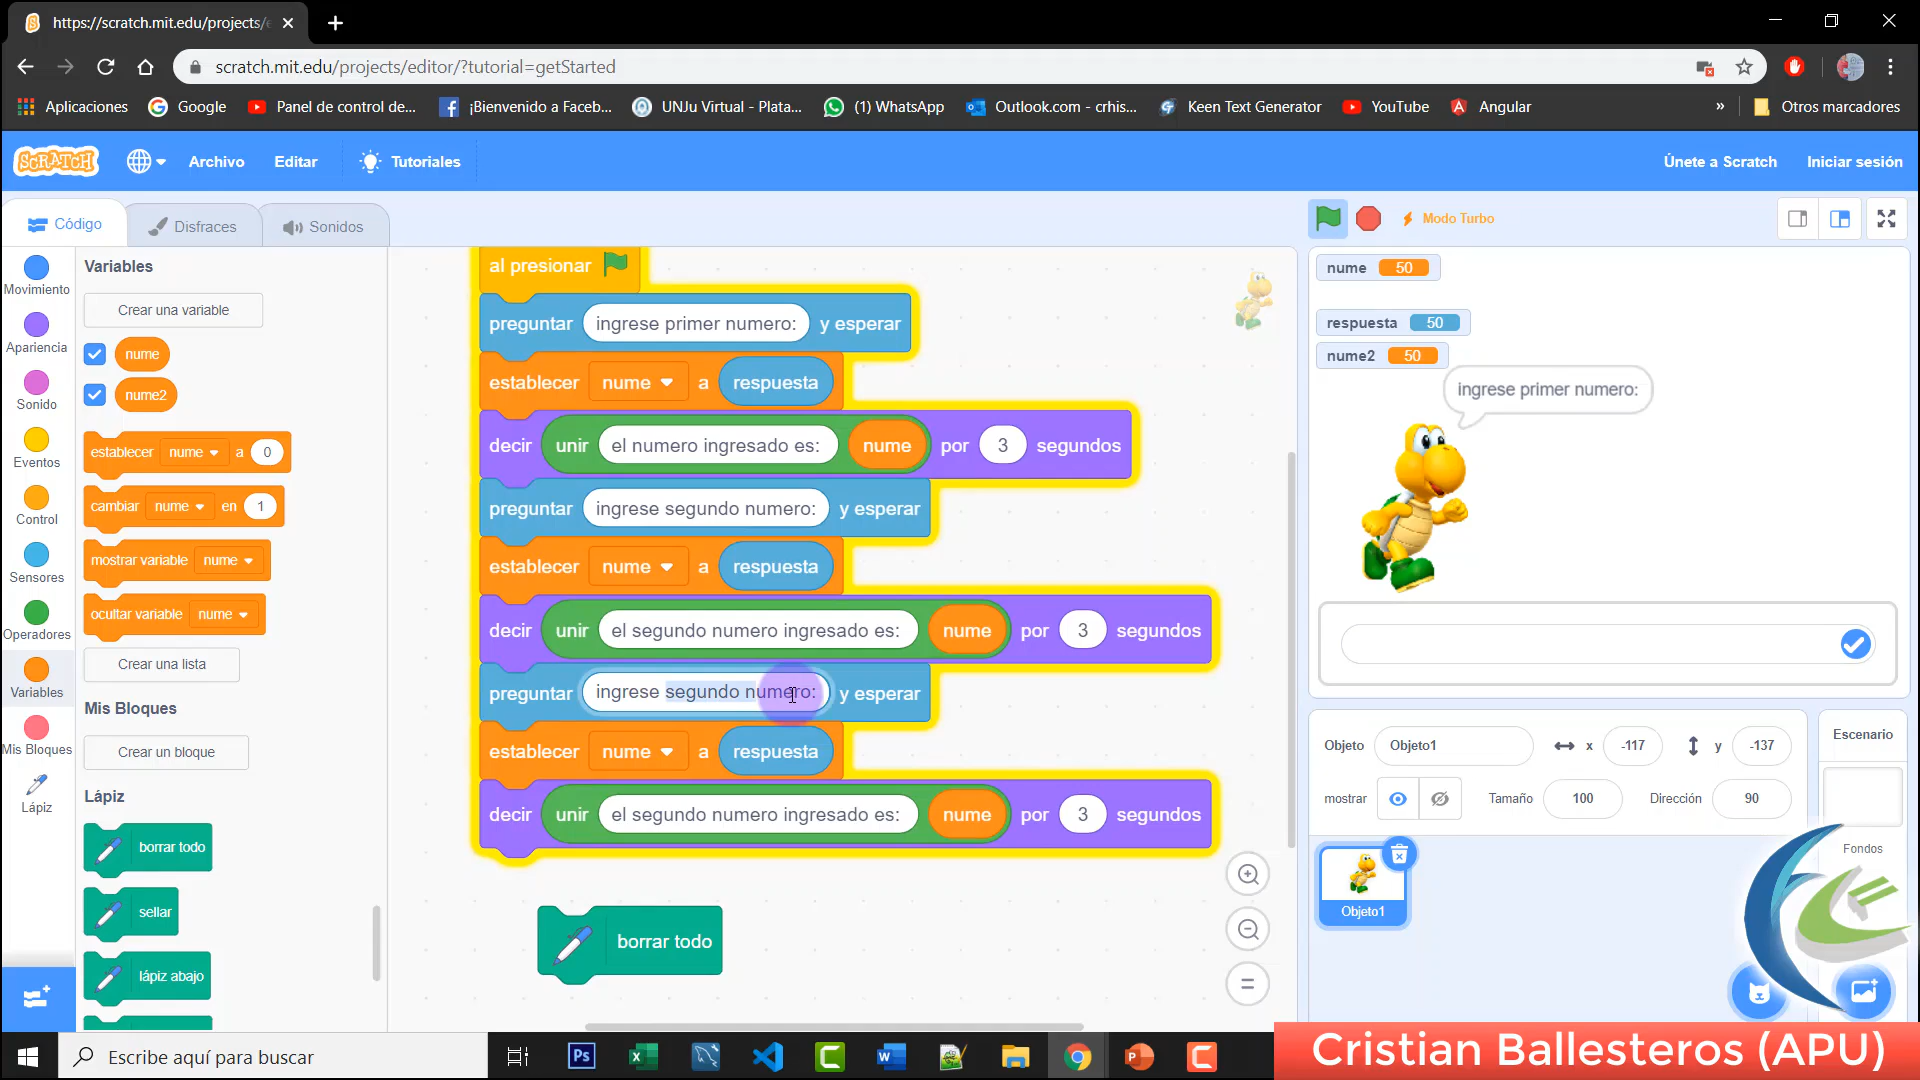 https://scratch.mit.edu/projects/e
scratch.mit.edu/projects/editor/?tutorial=getStarted
Aplicaciones Google Panel de control de... ¡Bienvenido a Faceb... UNJu Virtual - Plata... (1) WhatsApp Outlook.com - crhis... Keen Text Generator YouTube Angular » Otros marcadores
SCRATCH Archivo Editar Tutoriales Únete a Scratch Iniciar sesión
Código Disfraces Sonidos Modo Turbo
Movimiento
Apariencia
Sonido
Eventos
Control
Sensores
Operadores
Variables
Mis Bloques
Lápiz
Variables
Crear una variable
nume
nume2
establecer nume a 0
cambiar nume en 1
mostrar variable nume
ocultar variable nume
Crear una lista
Mis Bloques
Crear un bloque
Lápiz
borrar todo
sellar
lápiz abajo
al presionar
preguntar ingrese primer numero: y esperar
establecer nume a respuesta
decir unir el numero ingresado es: nume por 3 segundos
preguntar ingrese segundo numero: y esperar
establecer nume a respuesta
decir unir el segundo numero ingresado es: nume por 3 segundos
preguntar ingrese segundo numero: y esperar
establecer nume a respuesta
decir unir el segundo numero ingresado es: nume por 3 segundos
borrar todo
nume 50
respuesta 50
nume2 50
ingrese primer numero:
Objeto Objeto1 x -117 y -137
mostrar Tamaño 100 Dirección 90
Objeto1
Escenario
Fondos
Escribe aquí para buscar
Cristian Ballesteros (APU)